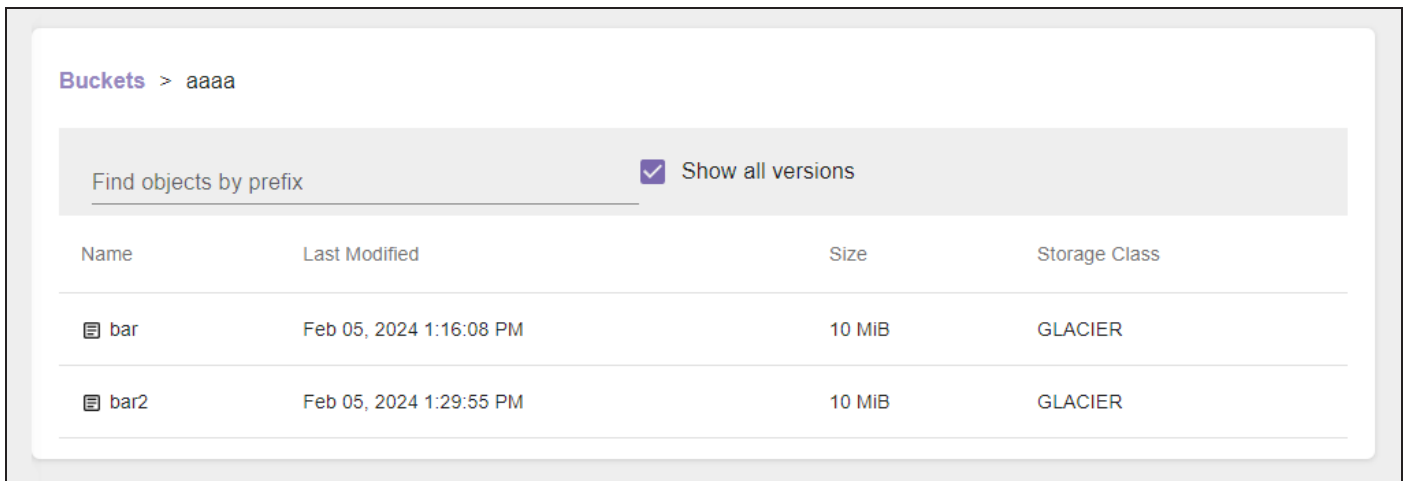 Buckets > aaaa
Find objects by prefix
Show all versions
Name Last Modified Size Storage Class
bar Feb 05, 2024 1:16:08 PM 10 MiB GLACIER
bar2 Feb 05, 2024 1:29:55 PM 10 MiB GLACIER